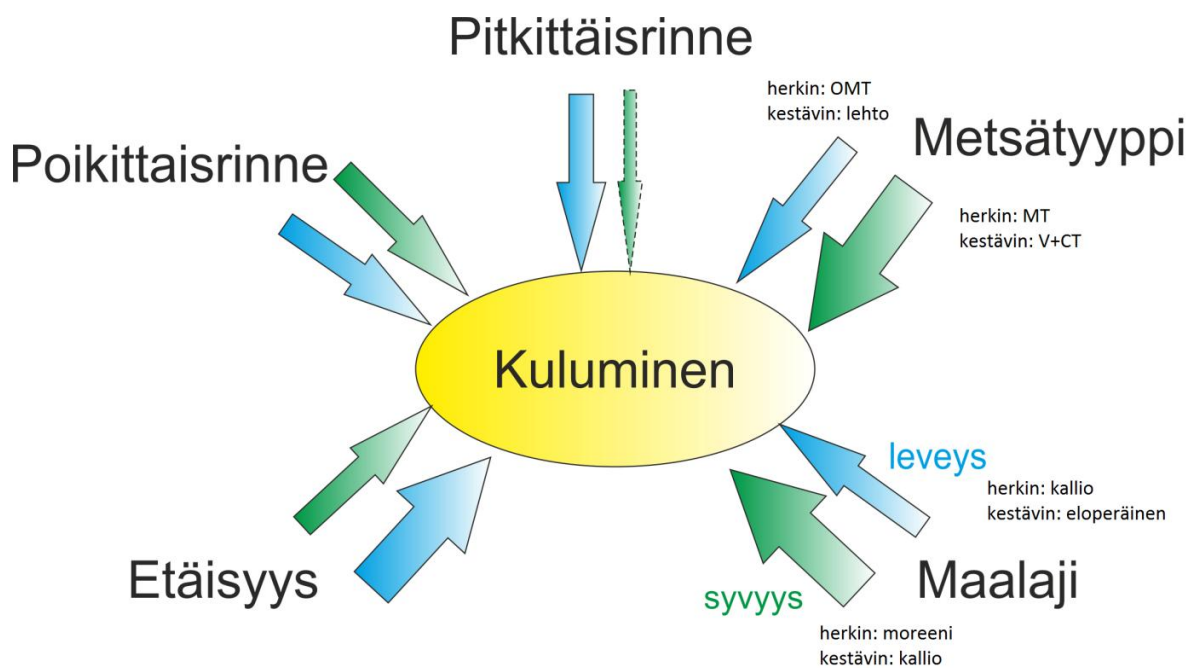 Pitkittäisrinne
herkin: OMT
kestävin: lehto
Metsätyyppi
Poikittaisrinne
herkin: MT
kestävin: V+CT
Kuluminen
leveys
herkin: kallio
kestävin: eloperäinen
Etäisyys
Maalaji
syvyys
herkin: moreeni
kestävin: kallio